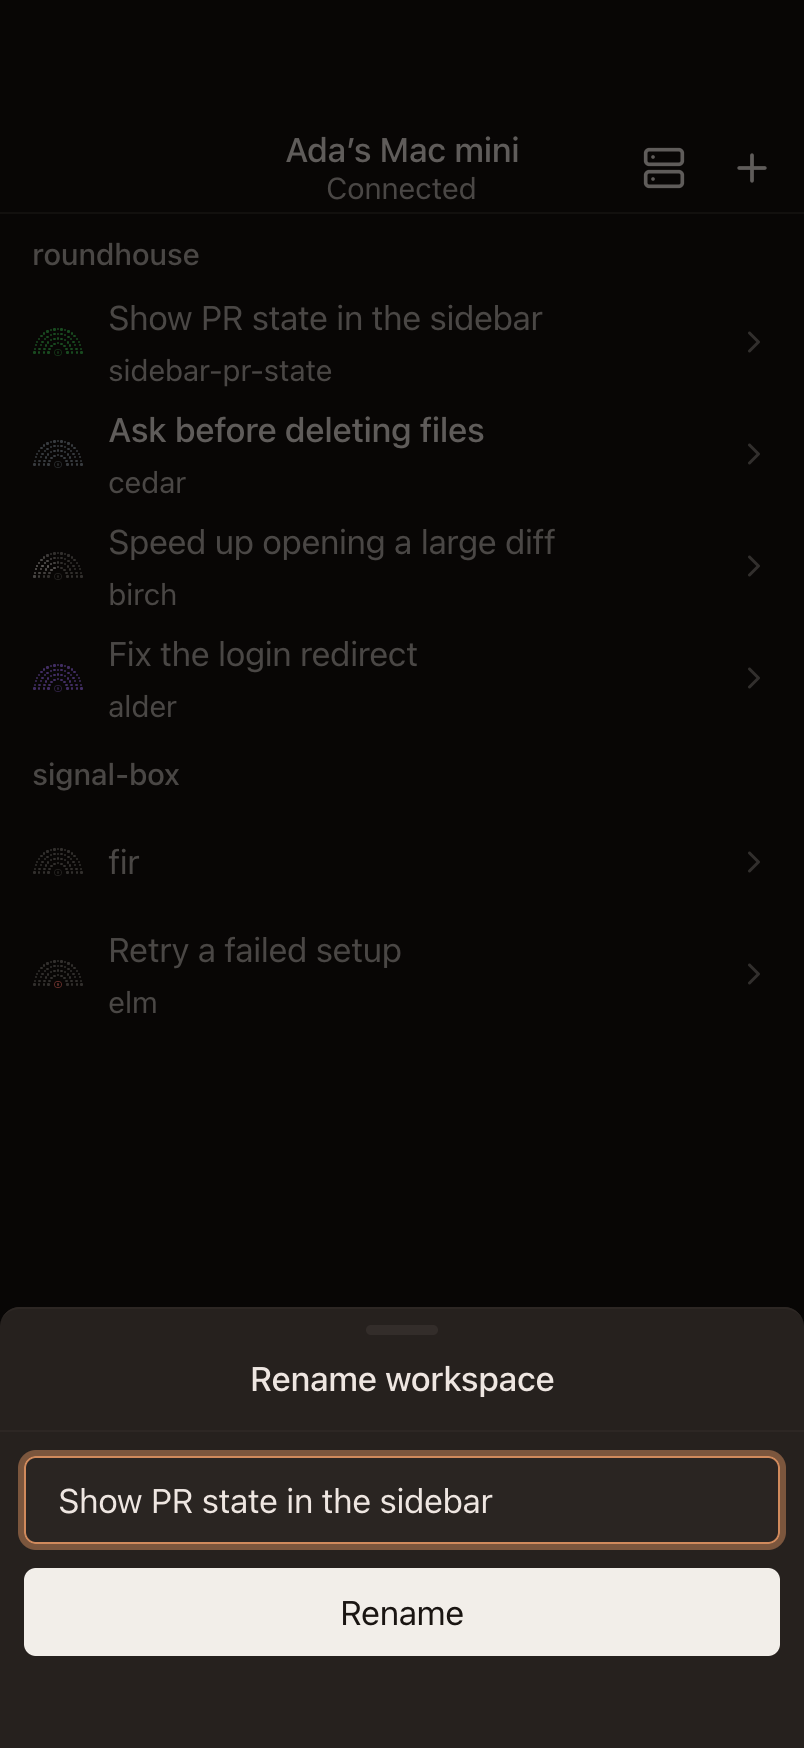 Ada’s Mac mini
Connected
roundhouse
Show PR state in the sidebar
sidebar-pr-state
Ask before deleting files
cedar
Speed up opening a large diff
birch
Fix the login redirect
alder
signal-box
fir
Retry a failed setup
elm
Rename workspace
Show PR state in the sidebar
Rename